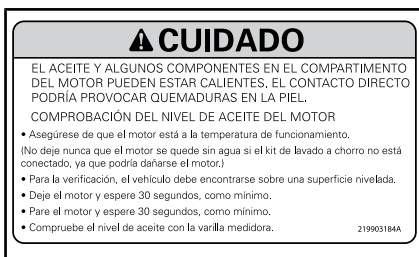 CUIDADO
EL ACEITE Y ALGUNOS COMPONENTES EN EL COMPARTIMENTO
DEL MOTOR PUEDEN ESTAR CALIENTES, EL CONTACTO DIRECTO
PODRÍA PROVOCAR QUEMADURAS EN LA PIEL.
COMPROBACIÓN DEL NIVEL DE ACEITE DEL MOTOR
• Asegúrese de que el motor está a la temperatura de funcionamiento.
(No deje nunca que el motor se quede sin agua si el kit de lavado a chorro no está
conectado, ya que podría dañarse el motor.)
• Para la verificación, el vehículo debe encontrarse sobre una superficie nivelada.
• Deje el motor y espere 30 segundos, como mínimo.
• Pare el motor y espere 30 segundos, como mínimo.
• Compruebe el nivel de aceite con la varilla medidora.
219903184A